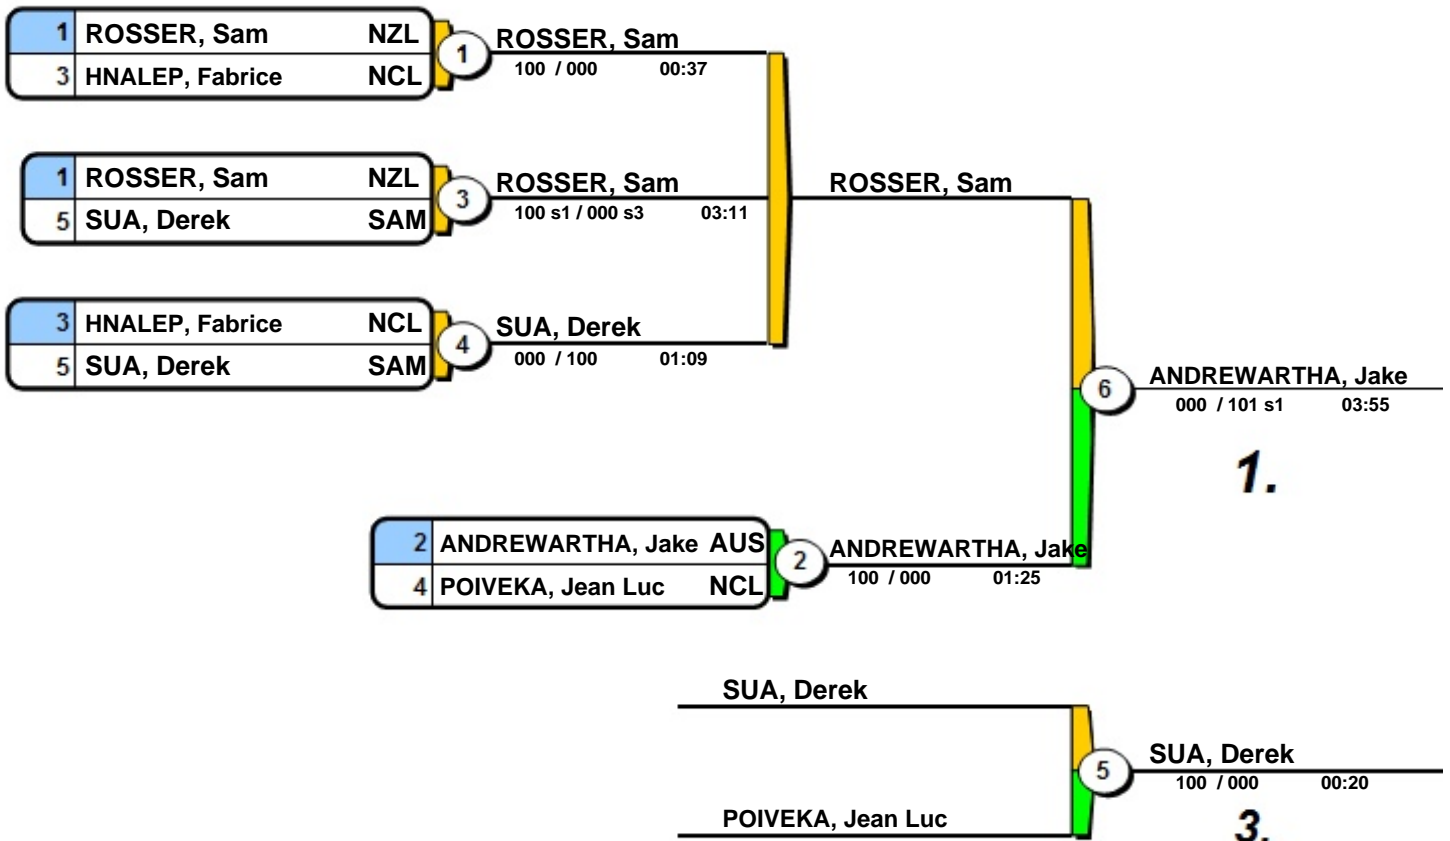 1 ROSSER, Sam NZL
3 HNALEP, Fabrice NCL
1
ROSSER, Sam
100 / 000 00:37
1 ROSSER, Sam NZL
5 SUA, Derek SAM
3
ROSSER, Sam
100 s1 / 000 s3 03:11
ROSSER, Sam
3 HNALEP, Fabrice NCL
5 SUA, Derek SAM
4
SUA, Derek
000 / 100 01:09
6
ANDREWARTHA, Jake
000 / 101 s1 03:55
1.
2 ANDREWARTHA, Jake AUS
4 POIVEKA, Jean Luc NCL
2
ANDREWARTHA, Jake
100 / 000 01:25
SUA, Derek
POIVEKA, Jean Luc
5
SUA, Derek
100 / 000 00:20
3.